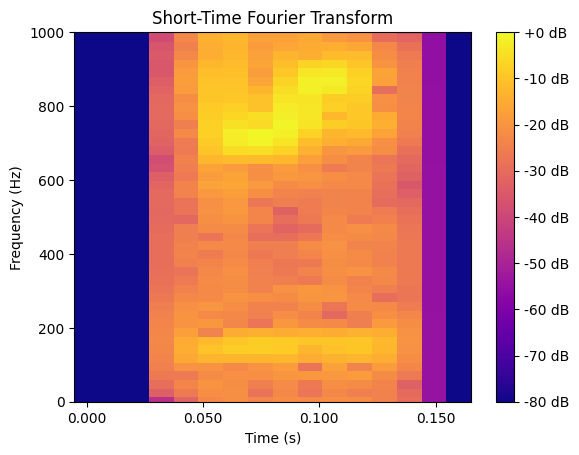 Short-Time Fourier Transform
1000
800
600
400
200
0
Frequency (Hz)
0.000
0.050
0.100
0.150
Time (s)
+0 dB
-10 dB
-20 dB
-30 dB
-40 dB
-50 dB
-60 dB
-70 dB
-80 dB